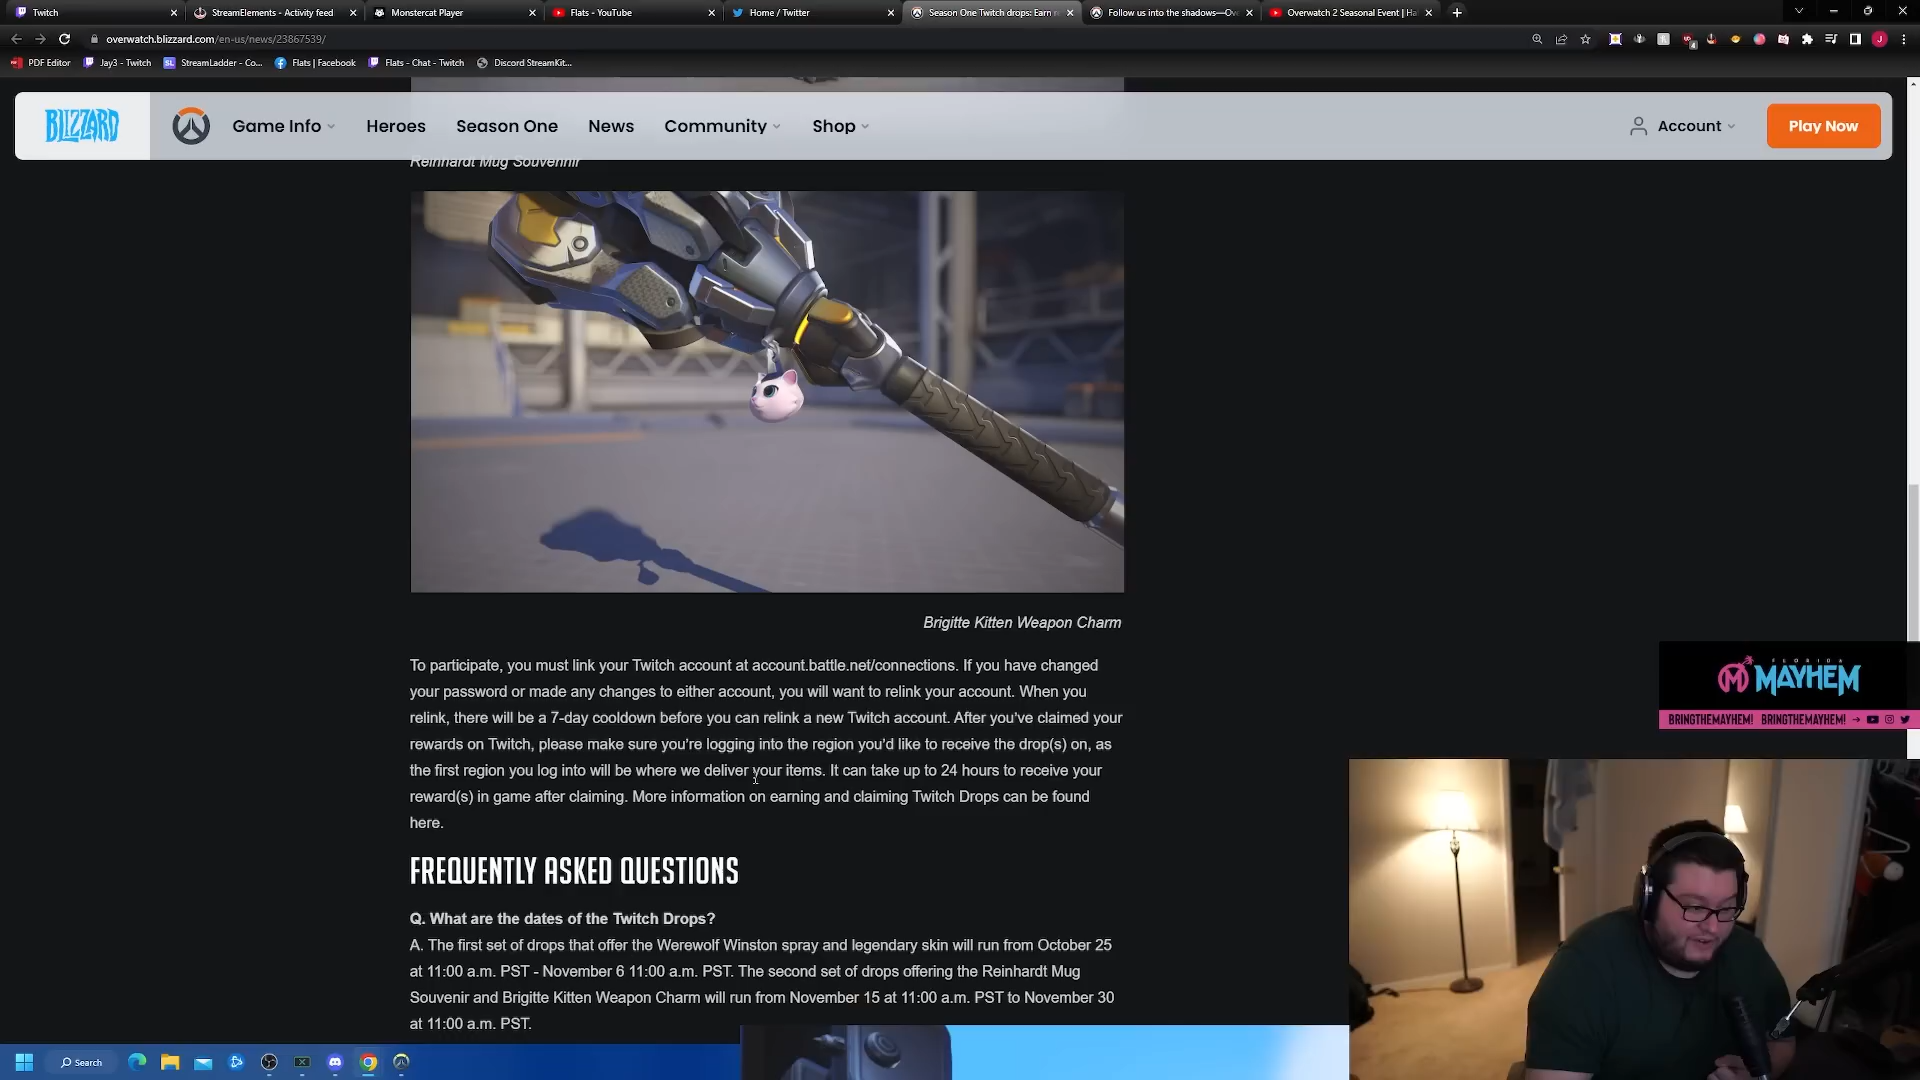 Twitch
StreamElements - Activity feed
Monstercat Player
Flats - YouTube
Home / Twitter
Season One Twitch drops: Earn
Follow us into the shadows—Ov
Overwatch 2 Seasonal Event | Ha
overwatch.blizzard.com/en-us/news/23867539/
PDF Editor
Jay3 - Twitch
SL StreamLadder - Co...
Flats | Facebook
Flats - Chat - Twitch
Discord StreamKit...
BLIZZARD
Game Info
Heroes
Season One
News
Community
Shop
Account
Play Now
Reinhardt Mug Souvenir
Brigitte Kitten Weapon Charm
To participate, you must link your Twitch account at account.battle.net/connections. If you have changed
your password or made any changes to either account, you will want to relink your account. When you
relink, there will be a 7-day cooldown before you can relink a new Twitch account. After you've claimed your
rewards on Twitch, please make sure you're logging into the region you'd like to receive the drop(s) on, as
the first region you log into will be where we deliver your items. It can take up to 24 hours to receive your
reward(s) in game after claiming. More information on earning and claiming Twitch Drops can be found
here.
FLORIDA
MAYHEM
BRINGTHEMAYHEM! BRINGTHEMAYHEM!
FREQUENTLY ASKED QUESTIONS
Q. What are the dates of the Twitch Drops?
A. The first set of drops that offer the Werewolf Winston spray and legendary skin will run from October 25
at 11:00 a.m. PST - November 6 11:00 a.m. PST. The second set of drops offering the Reinhardt Mug
Souvenir and Brigitte Kitten Weapon Charm will run from November 15 at 11:00 a.m. PST to November 30
at 11:00 a.m. PST.
Search